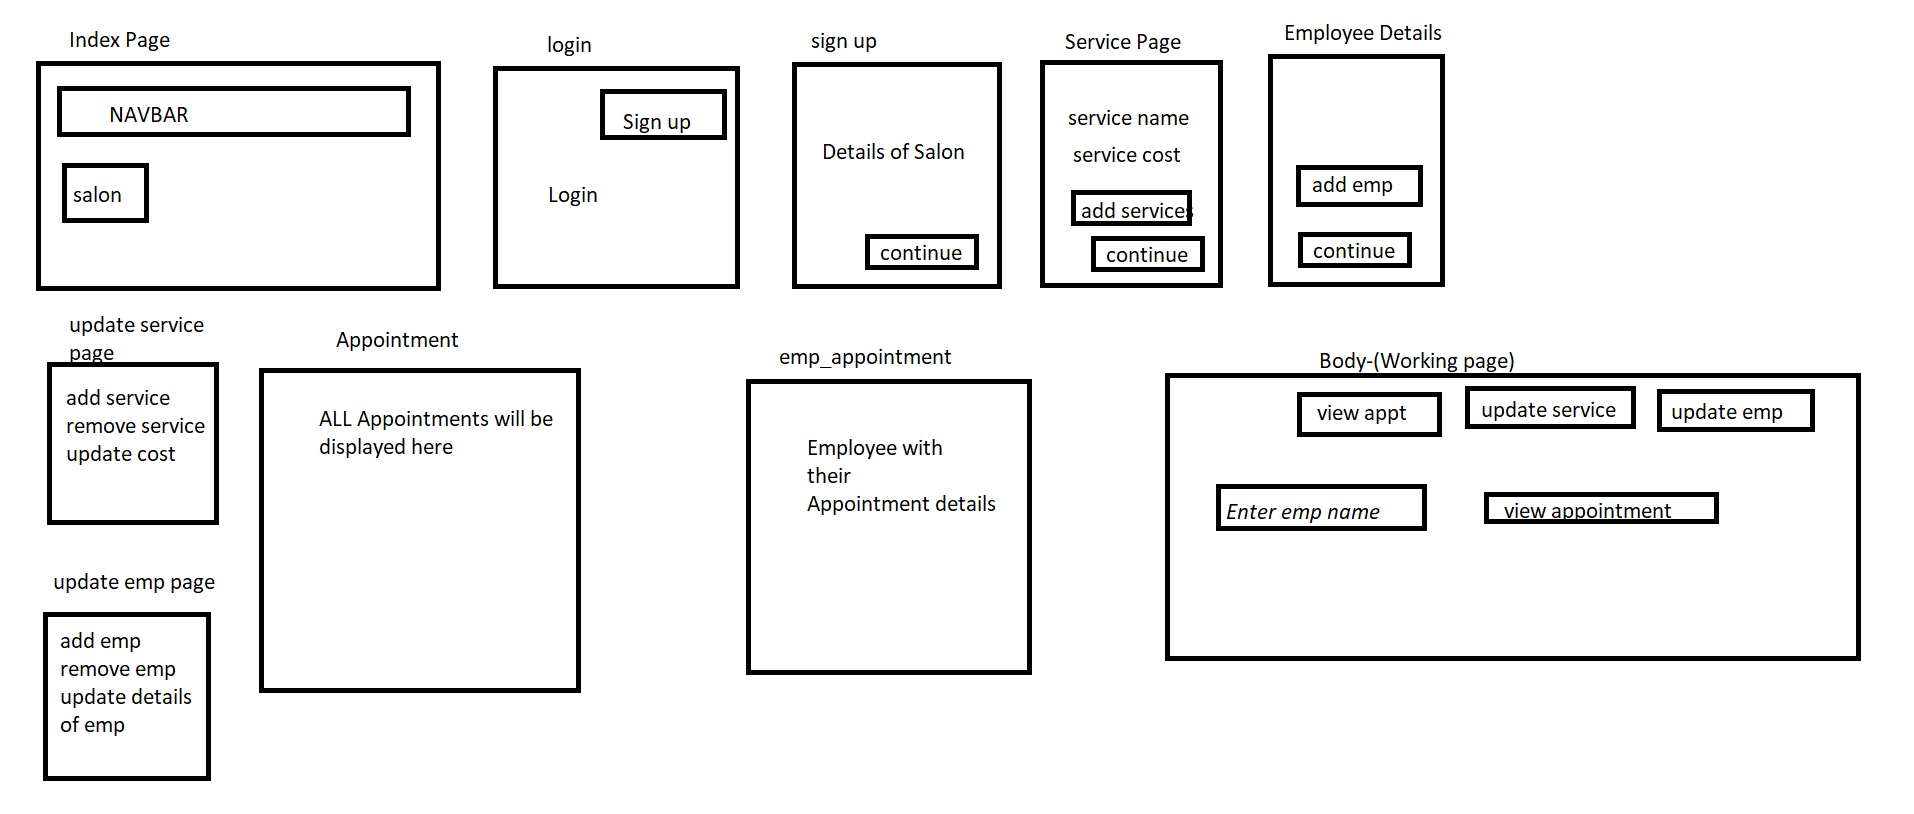 Index Page
NAVBAR
salon
login
Sign up
Login
sign up
Details of Salon
continue
Service Page
service name
service cost
add services
continue
Employee Details
add emp
continue
update service
page
add service
remove service
update cost
Appointment
ALL Appointments will be
displayed here
emp_appointment
Employee with
their
Appointment details
Body-(Working page)
view appt
update service
update emp
Enter emp name
view appointment
update emp page
add emp
remove emp
update details
of emp